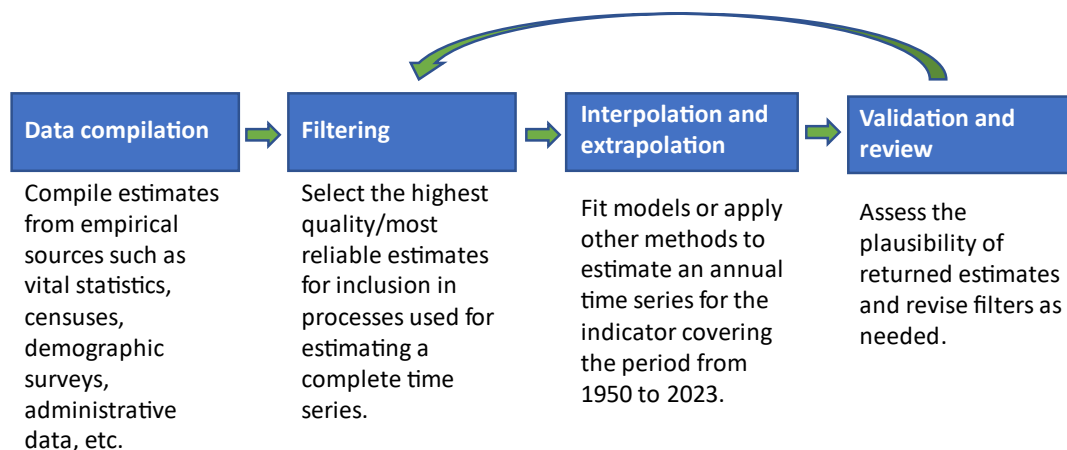 Data compilation
Compile estimates
from empirical
sources such as
vital statistics,
censuses,
demographic
surveys,
administrative
data, etc.
Filtering
Select the highest
quality/most
reliable estimates
for inclusion in
processes used for
estimating a
complete time
series.
Interpolation and
extrapolation
Fit models or apply
other methods to
estimate an annual
time series for the
indicator covering
the period from
1950 to 2023.
Validation and
review
Assess the
plausibility of
returned estimates
and revise filters as
needed.